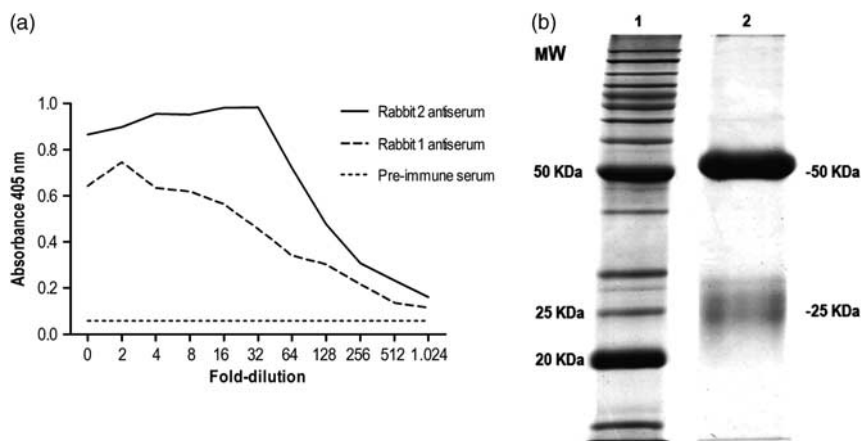 (a)
Absorbance 405 nm
1.0
0.8
0.6
0.4
0.2
0.0
0 2 4 8 16 32 64 128 256 512 1.024
Fold-dilution
Rabbit 2 antiserum
Rabbit 1 antiserum
Pre-immune serum
(b)
1 2
MW
50 KDa
25 KDa
20 KDa
-50 KDa
-25 KDa